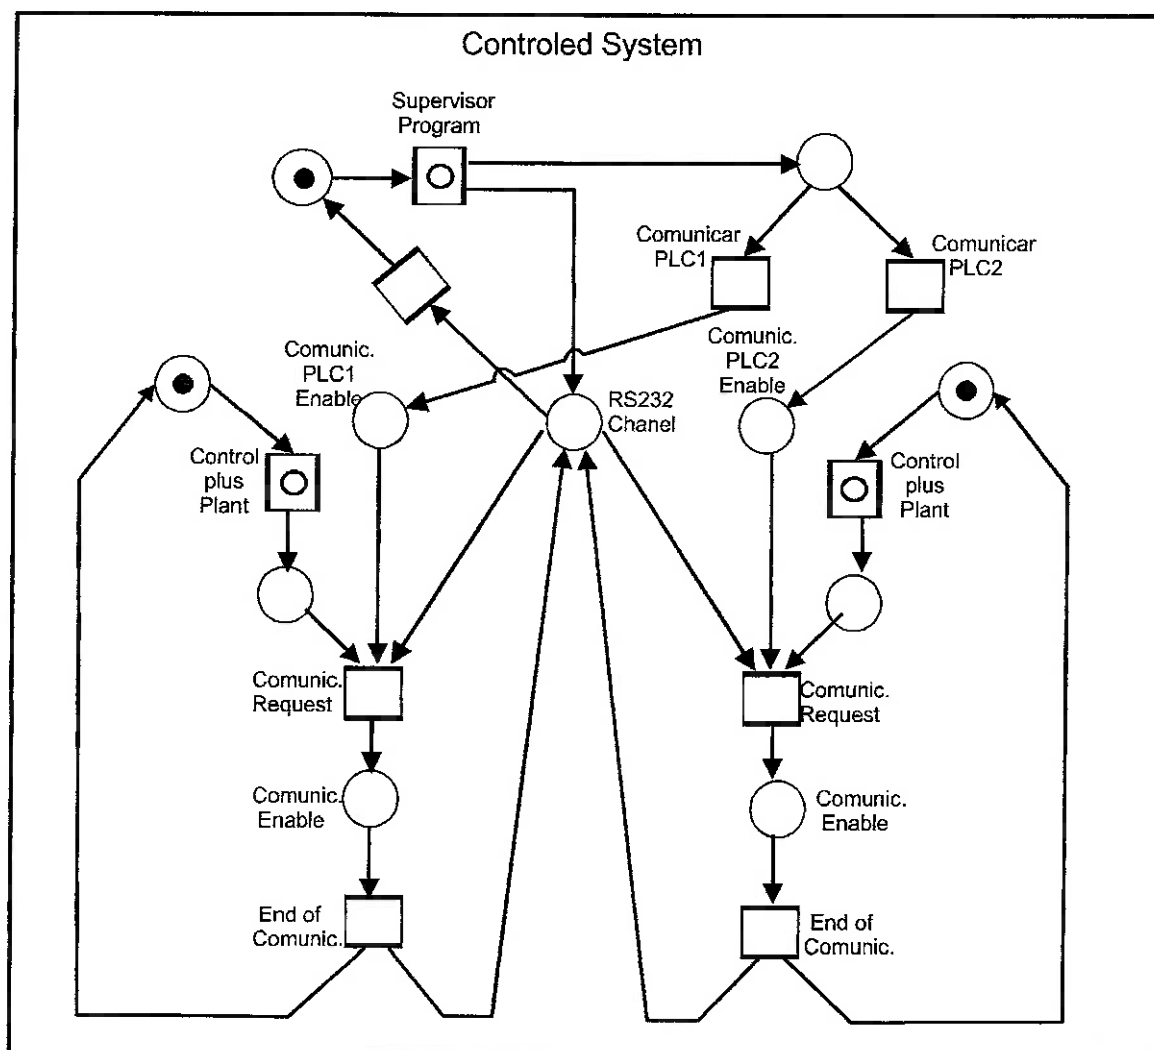 Controled System
Supervisor
Program
Comunicar
PLC1
Comunicar
PLC2
Comunic.
PLC1
Enable
Comunic.
PLC2
Enable
RS232
Chanel
Control
plus
Plant
Control
plus
Plant
Comunic.
Request
Comunic.
Request
Comunic.
Enable
Comunic.
Enable
End of
Comunic.
End of
Comunic.